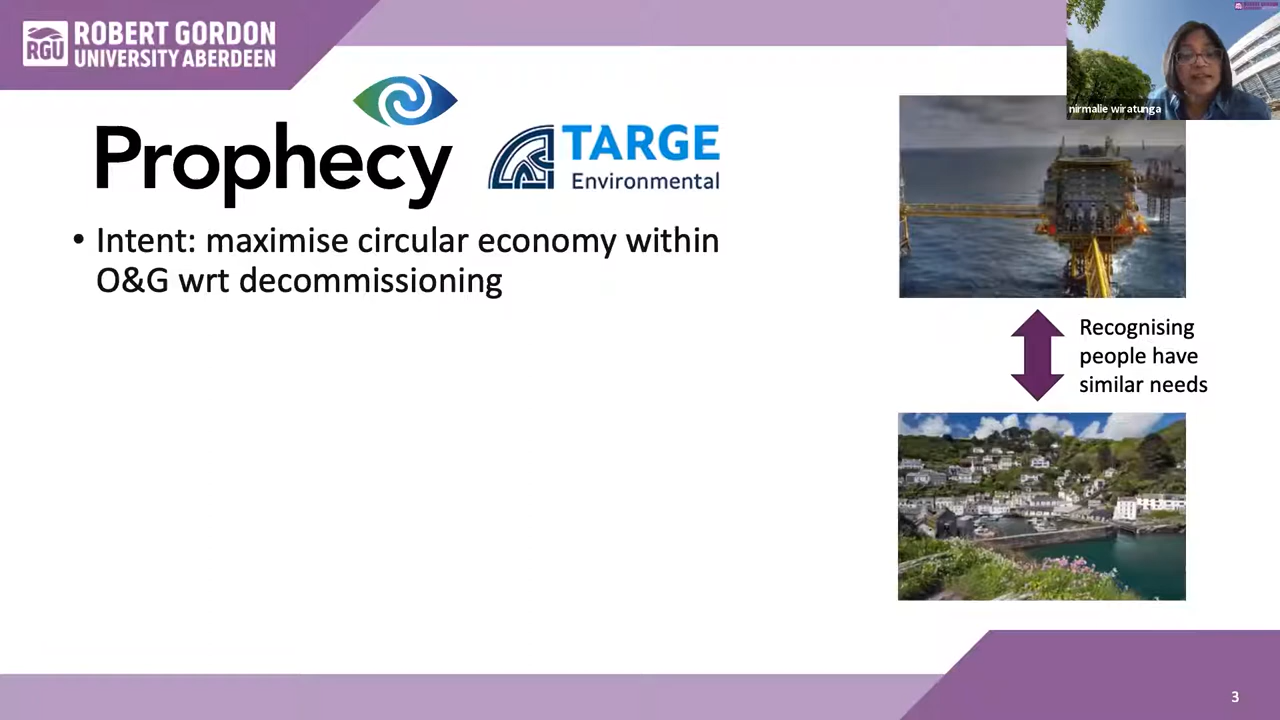 RGU
ROBERT GORDON
UNIVERSITY ABERDEEN
nirmalie wiratunga
Prophecy
TARGE
Environmental
• Intent: maximise circular economy within
O&G wrt decommissioning
Recognising
people have
similar needs
3